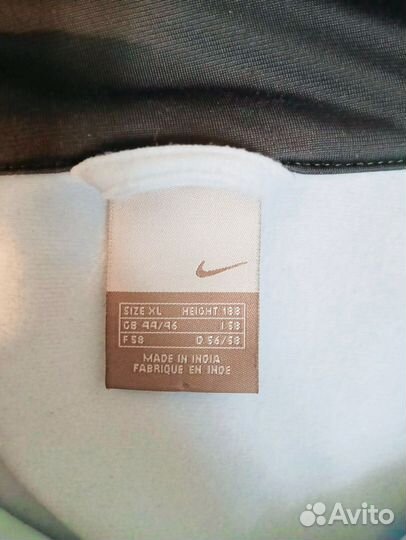 SIZE XL HEIGHT 188
GB 44/46 I 58
F 58 D 56/58
MADE IN INDIA
FABRIQUE EN INDE
Avito